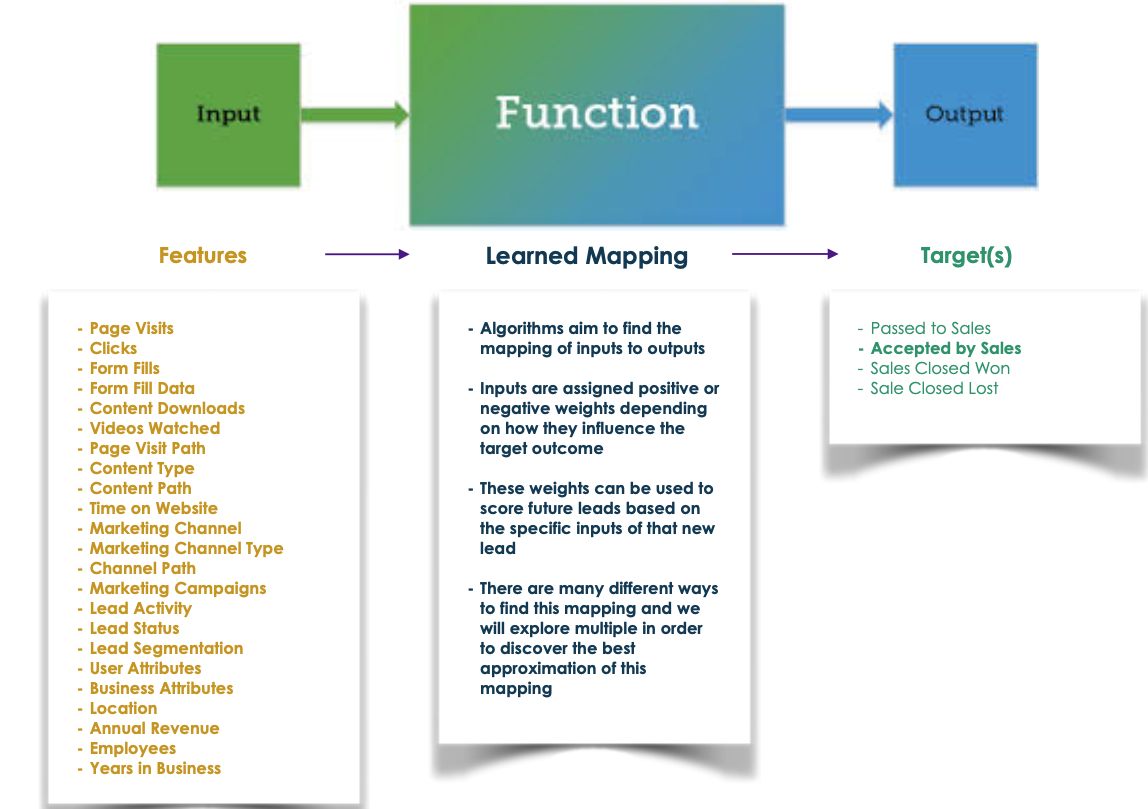 Input
Function
Output
Features
Learned Mapping
Target(s)
- Page Visits
- Clicks
- Form Fills
- Form Fill Data
- Content Downloads
- Videos Watched
- Page Visit Path
- Content Type
- Content Path
- Time on Website
- Marketing Channel
- Marketing Channel Type
- Channel Path
- Marketing Campaigns
- Lead Activity
- Lead Status
- Lead Segmentation
- User Attributes
- Business Attributes
- Location
- Annual Revenue
- Employees
- Years in Business
- Algorithms aim to find the
mapping of inputs to outputs
- Inputs are assigned positive or
negative weights depending
on how they influence the
target outcome
- These weights can be used to
score future leads based on
the specific inputs of that new
lead
- There are many different ways
to find this mapping and we
will explore multiple in order
to discover the best
approximation of this
mapping
- Passed to Sales
- Accepted by Sales
- Sales Closed Won
- Sale Closed Lost